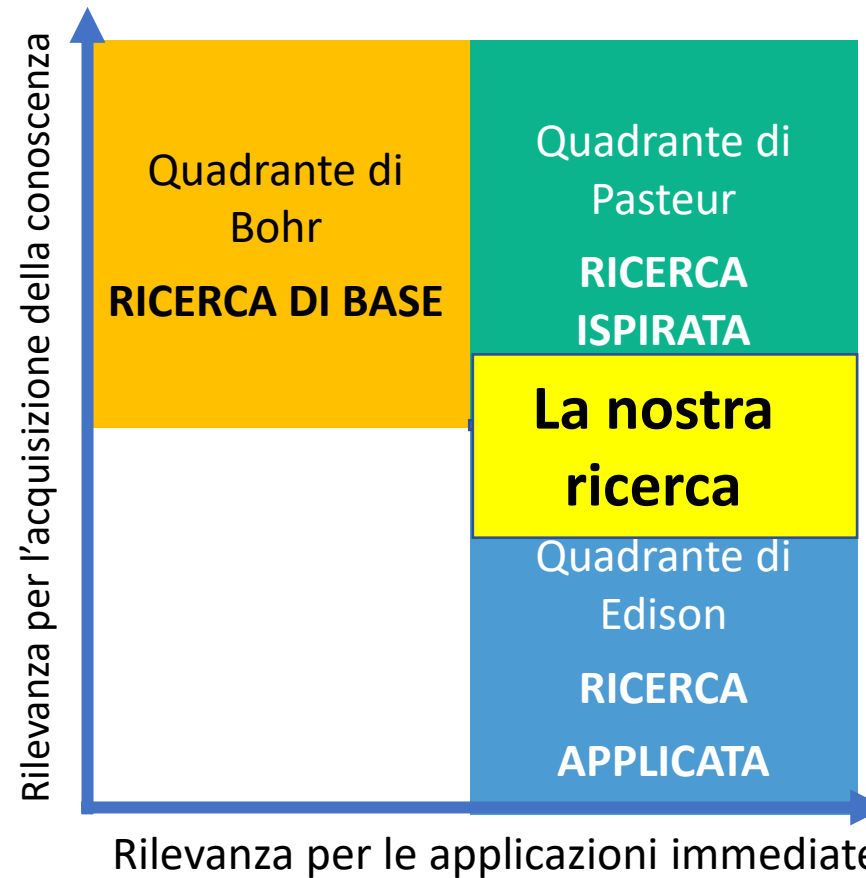 Rilevanza per l'acquisizione della conoscenza
Quadrante di
Bohr
RICERCA DI BASE
Quadrante di
Pasteur
RICERCA
ISPIRATA
La nostra
ricerca
Quadrante di
Edison
RICERCA
APPLICATA
Rilevanza per le applicazioni immediate